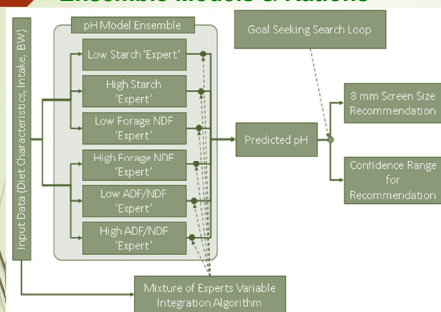 Ensemble Models & Rations
Input Data (Diet Characteristics, Intake, BW)
pH Model Ensemble
Low Starch 'Expert'
High Starch
'Expert'
Low Forage NDF
'Expert'
High Forage NDF
'Expert'
Low ADF/NDF
'Expert'
High ADF/NDF
'Expert'
Goal Seeking Search Loop
Predicted pH
8 mm Screen Size
Recommendation
Confidence Range
for
Recommendation
Mixture of Experts Variable
Integration Algorithm